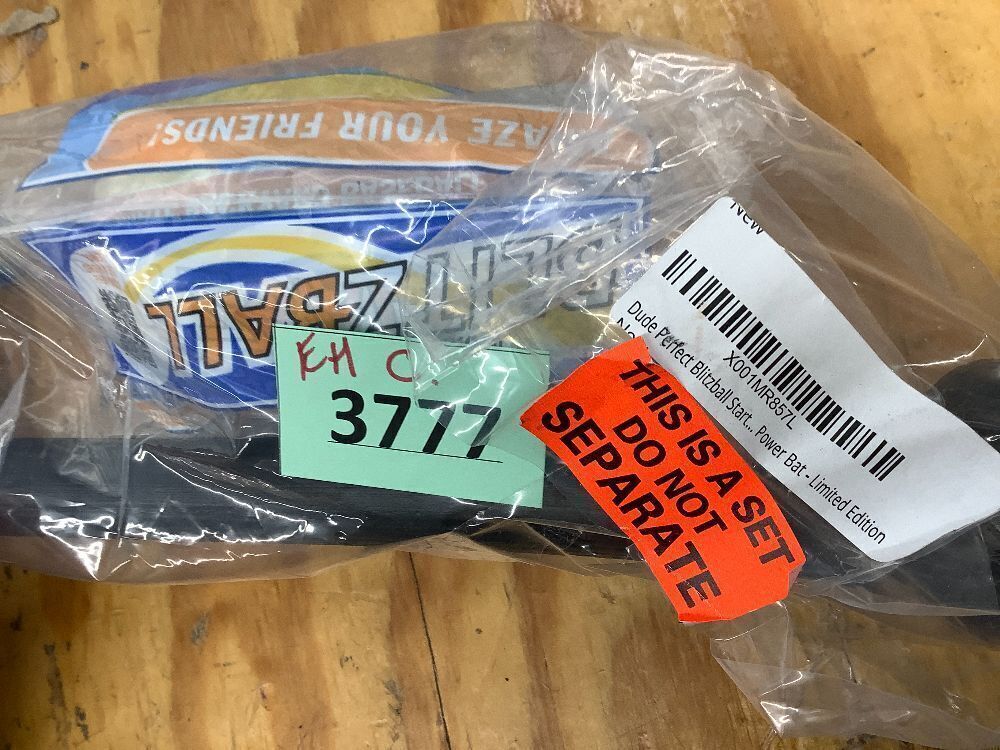 AZE YOUR FRIENDS!
BLITZBALL
EH C.
3777
THIS IS A SET
DO NOT
SEPARATE
New
X001MR857L
Dude Perfect Blitzball Start... Power Bat - Limited Edition